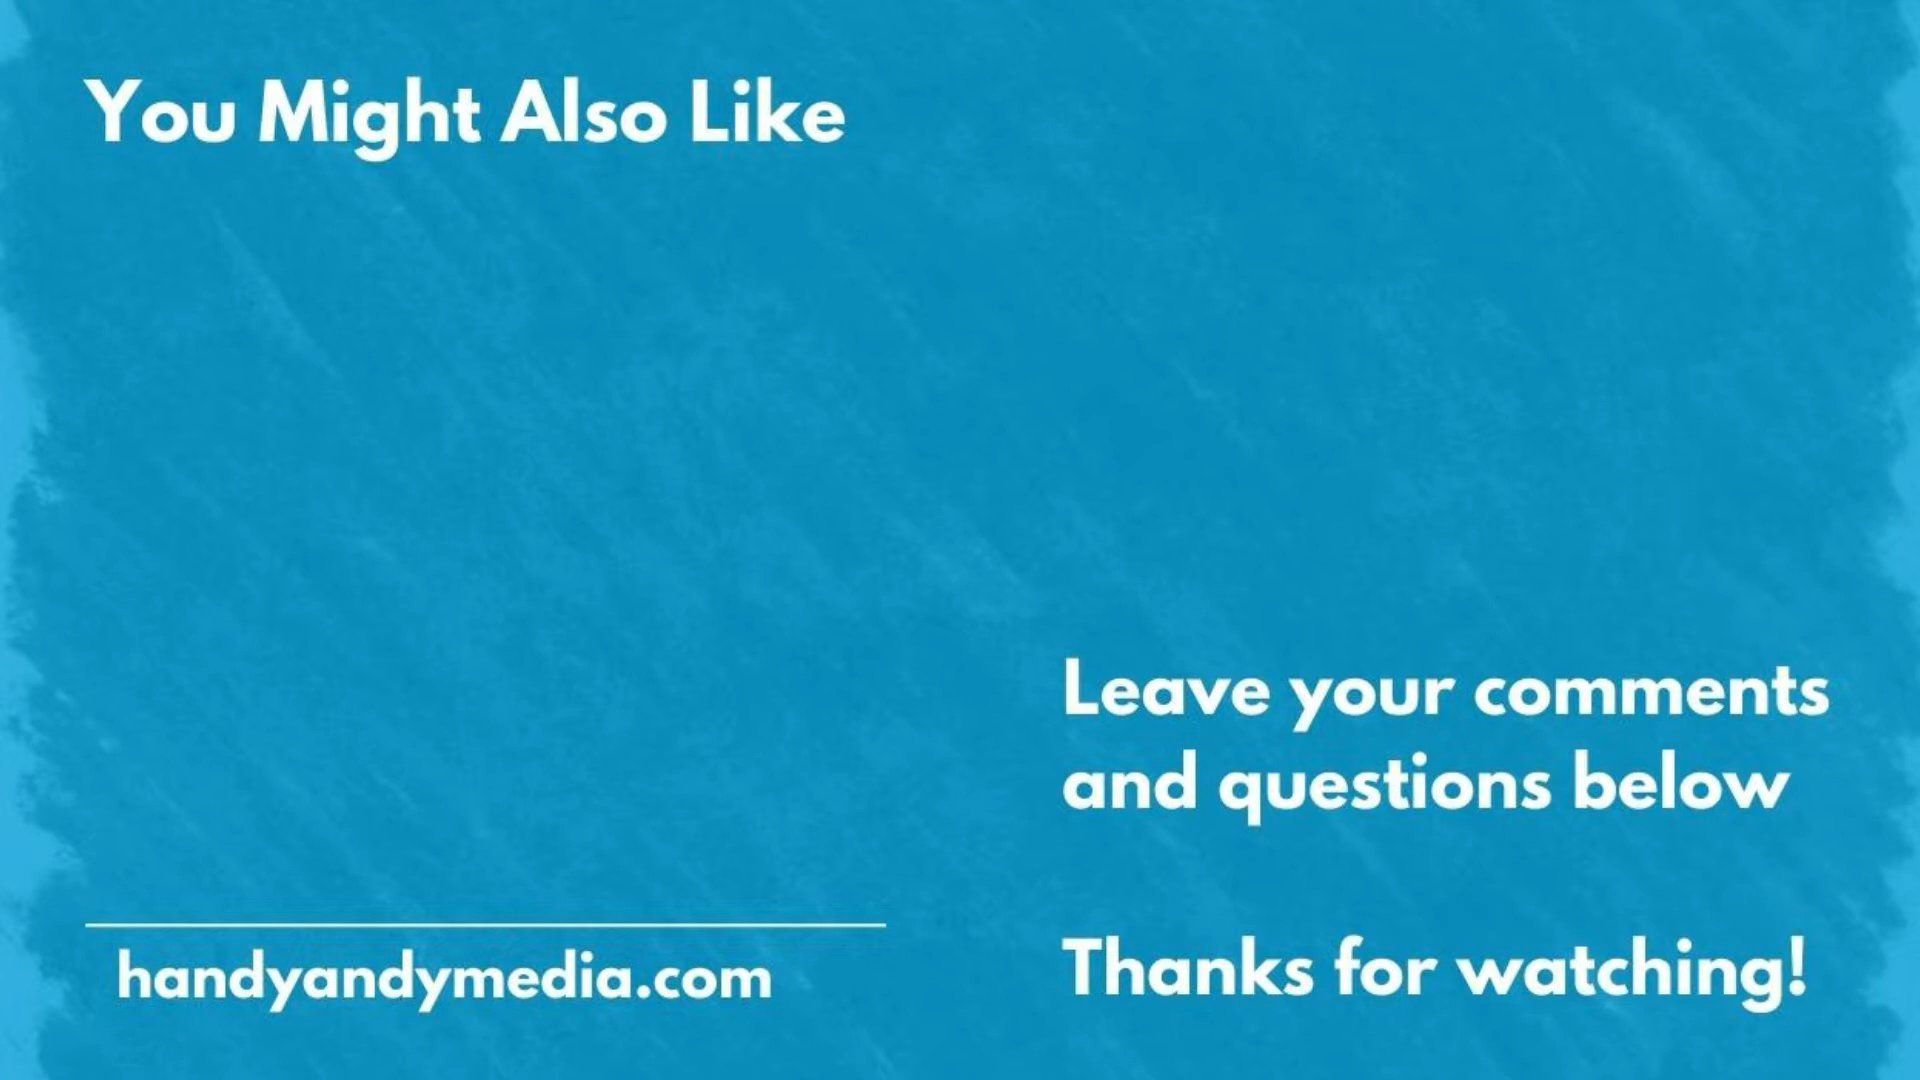 You Might Also Like
Leave your comments
and questions below
handyandymedia.com
Thanks for watching!